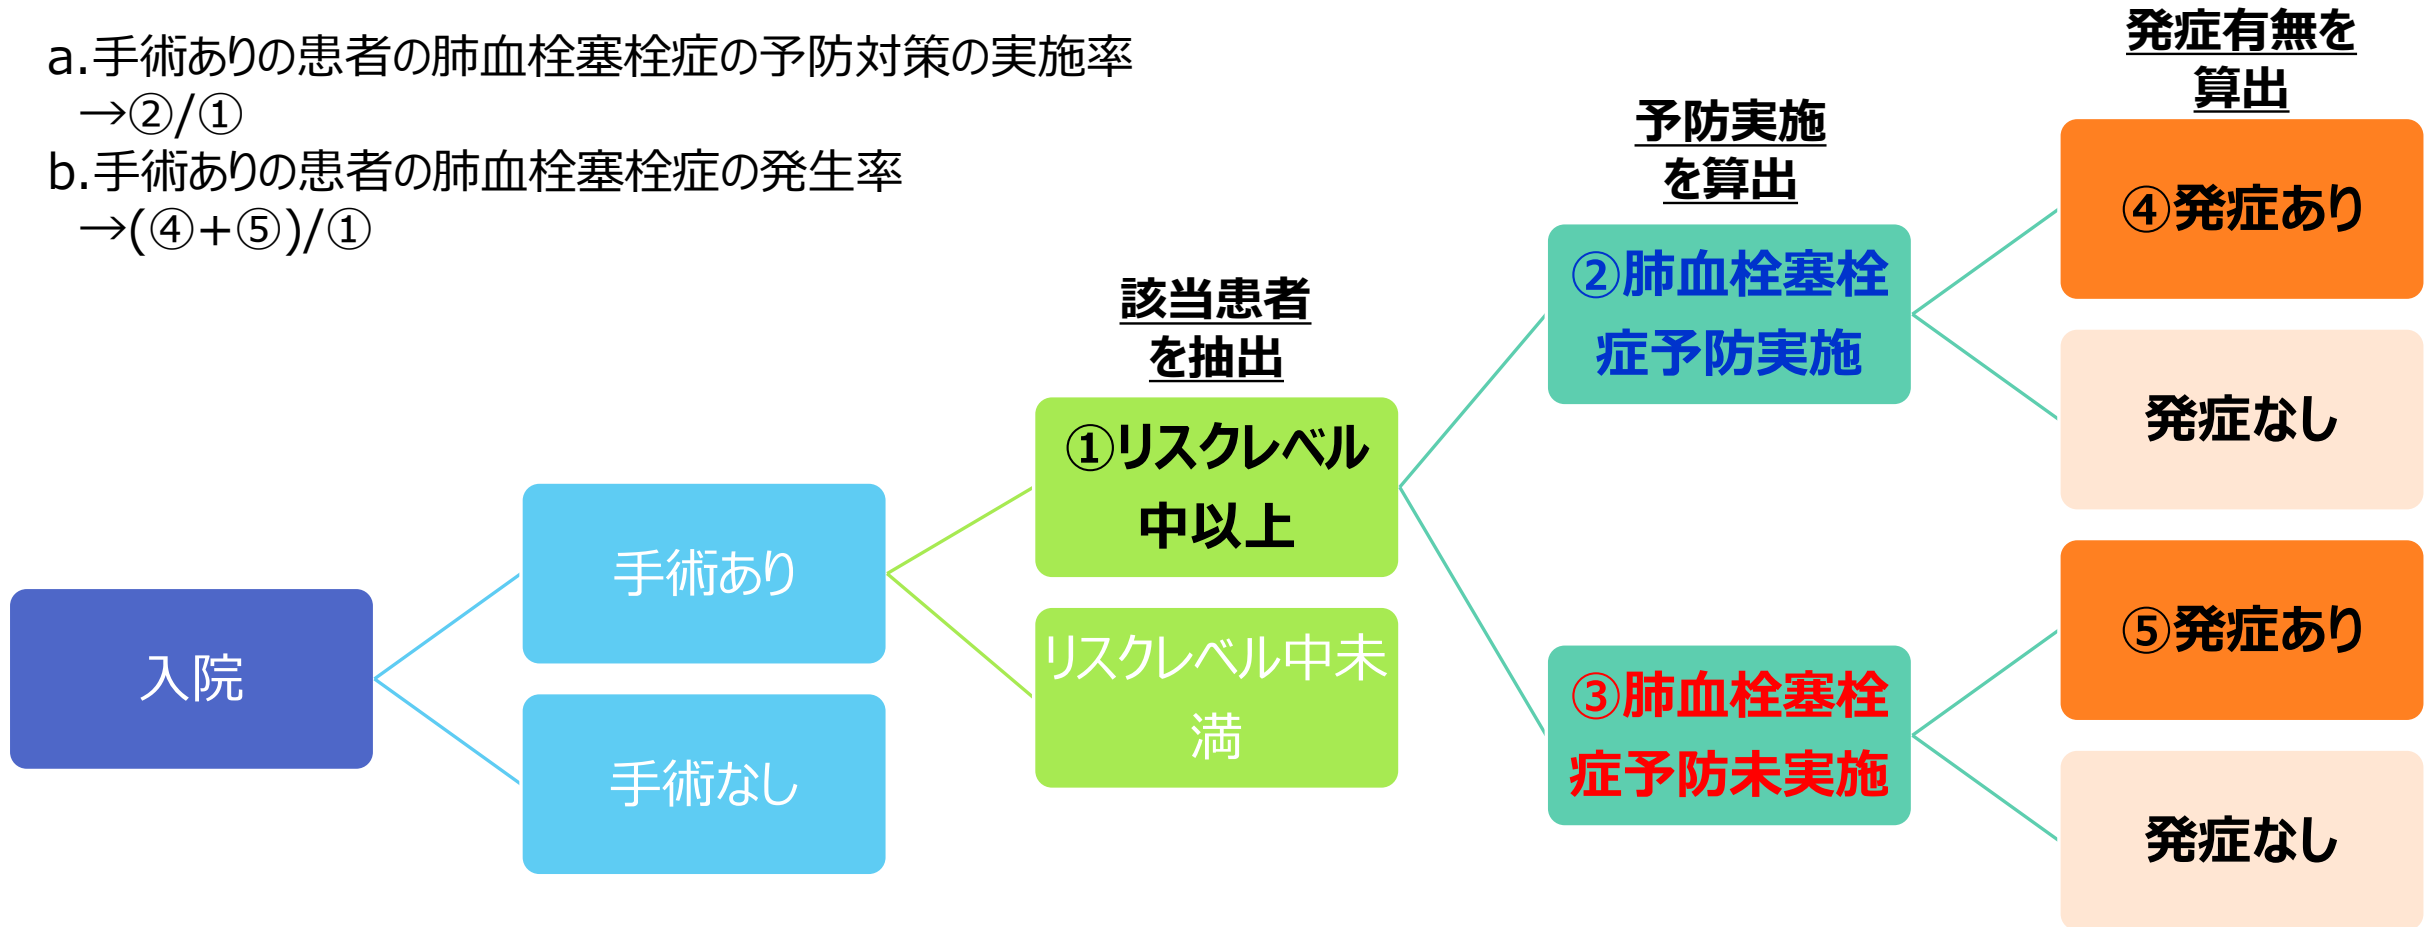 a.手術ありの患者の肺血栓塞栓症の予防対策の実施率
→②/①
b.手術ありの患者の肺血栓塞栓症の発生率
→(④+⑤)/①
入院
手術あり
手術なし
該当患者
を抽出
①リスクレベル
中以上
リスクレベル中未
満
予防実施
を算出
②肺血栓塞栓
症予防実施
③肺血栓塞栓
症予防未実施
発症有無を
算出
④発症あり
発症なし
⑤発症あり
発症なし